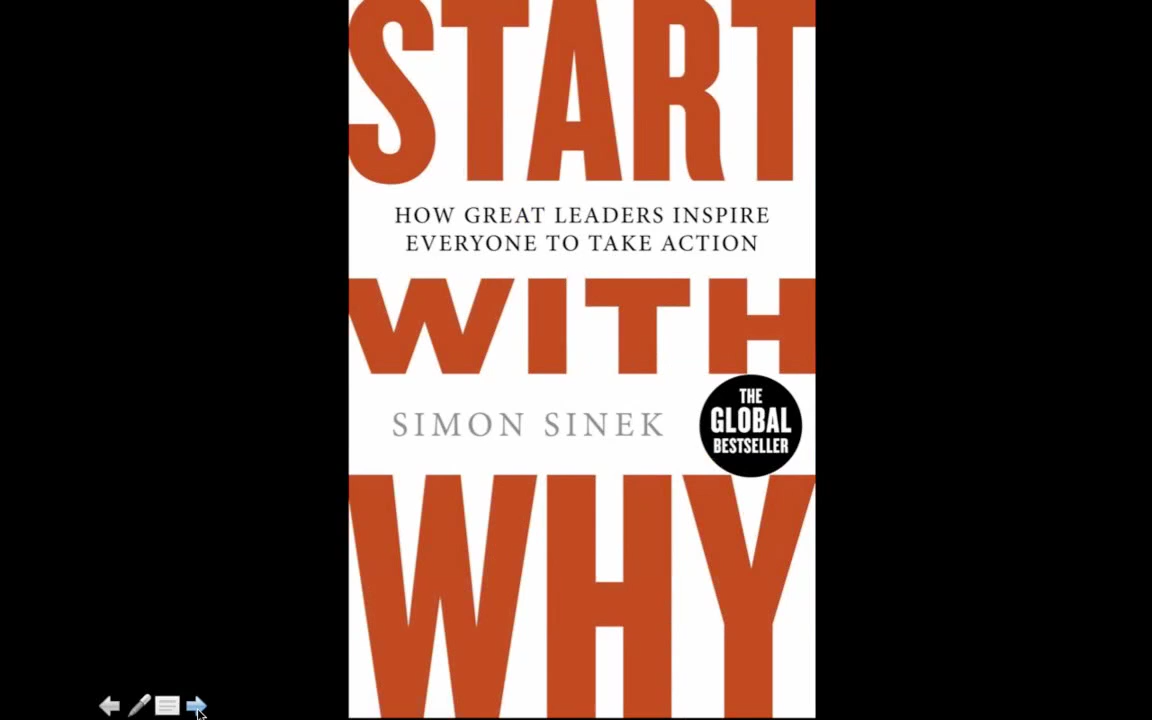 START
HOW GREAT LEADERS INSPIRE
EVERYONE TO TAKE ACTION
WITH
SIMON SINEK
THE
GLOBAL
BESTSELLER
WHY